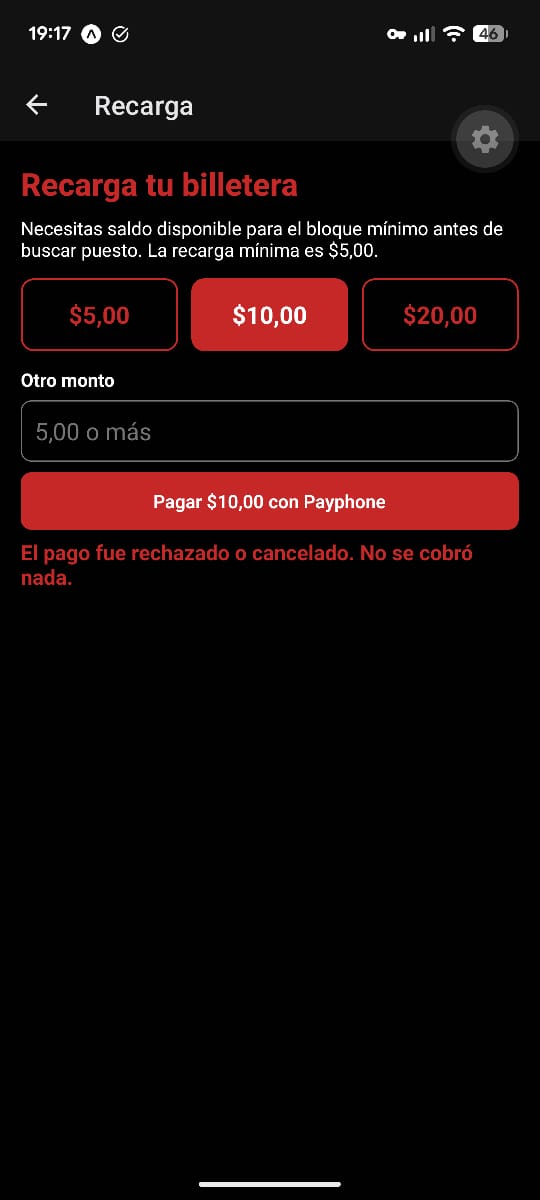 19:17
46
Recarga
Recarga tu billetera
Necesitas saldo disponible para el bloque mínimo antes de
buscar puesto. La recarga mínima es $5,00.
$5,00 $10,00 $20,00
Otro monto
5,00 o más
Pagar $10,00 con Payphone
El pago fue rechazado o cancelado. No se cobró
nada.